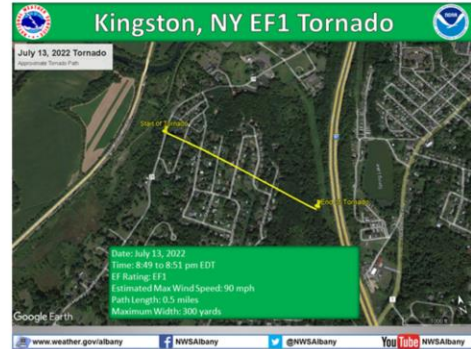 Kingston, NY EF1 Tornado
July 13, 2022 Tornado
Approximate Tornado Path
Start of Tornado
End of Tornado
Date: July 13, 2022
Time: 8:49 to 8:51 pm EDT
EF Rating: EF1
Estimated Max Wind Speed: 90 mph
Path Length: 0.5 miles
Maximum Width: 300 yards
Google Earth
www.weather.gov/albany
NWSAlbany
@NWSAlbany
YouTube NWSAlbany